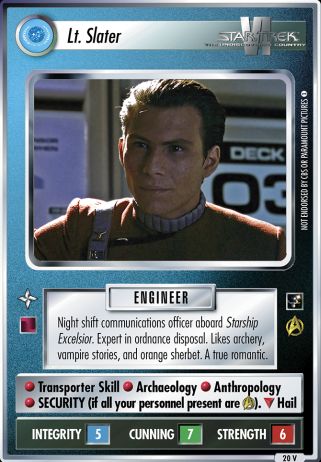 Lt. Slater
STAR TREK
VI
THE UNDISCOVERED COUNTRY
DECK
03
NOT ENDORSED BY CBS OR PARAMOUNT PICTURES
ENGINEER
Night shift communications officer aboard Starship
Excelsior. Expert in ordnance disposal. Likes archery,
vampire stories, and orange sherbet. A true romantic.
Transporter Skill Archaeology Anthropology
SECURITY (if all your personnel present are ). Hail
INTEGRITY 5 CUNNING 7 STRENGTH 6
20 V